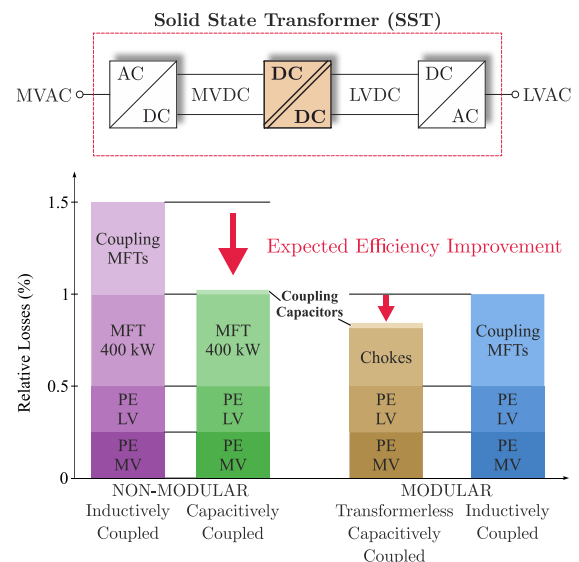 Solid State Transformer (SST)
AC
DC
DC
DC
DC
AC
MVAC
MVDC
LVDC
LVAC
1.5
1
0.5
0
Relative Losses (%)
Coupling
MFTs
MFT
400 kW
PE
LV
PE
MV
MFT
400 kW
PE
LV
PE
MV
Expected Efficiency Improvement
Coupling
Capacitors
Chokes
PE
LV
PE
MV
Coupling
MFTs
PE
LV
PE
MV
NON-MODULAR
Inductively
Coupled
Capacitively
Coupled
MODULAR
Transformerless
Capacitively
Coupled
Inductively
Coupled